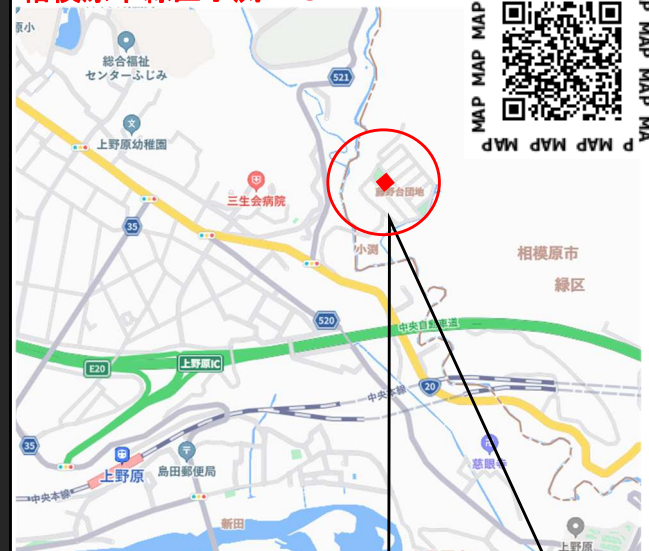 MAP MAP MAP
MAP MAP MAP MAP
原小
総合福祉
センターふじみ
521
上野原幼稚園
藤野台団地
三生会病院
35
小渕
相模原市
緑区
520
中央自動車道
E20
上野原IC
20
中央本線
35
上野原
島田郵便局
慈眼寺
中央本線
新田
上野原